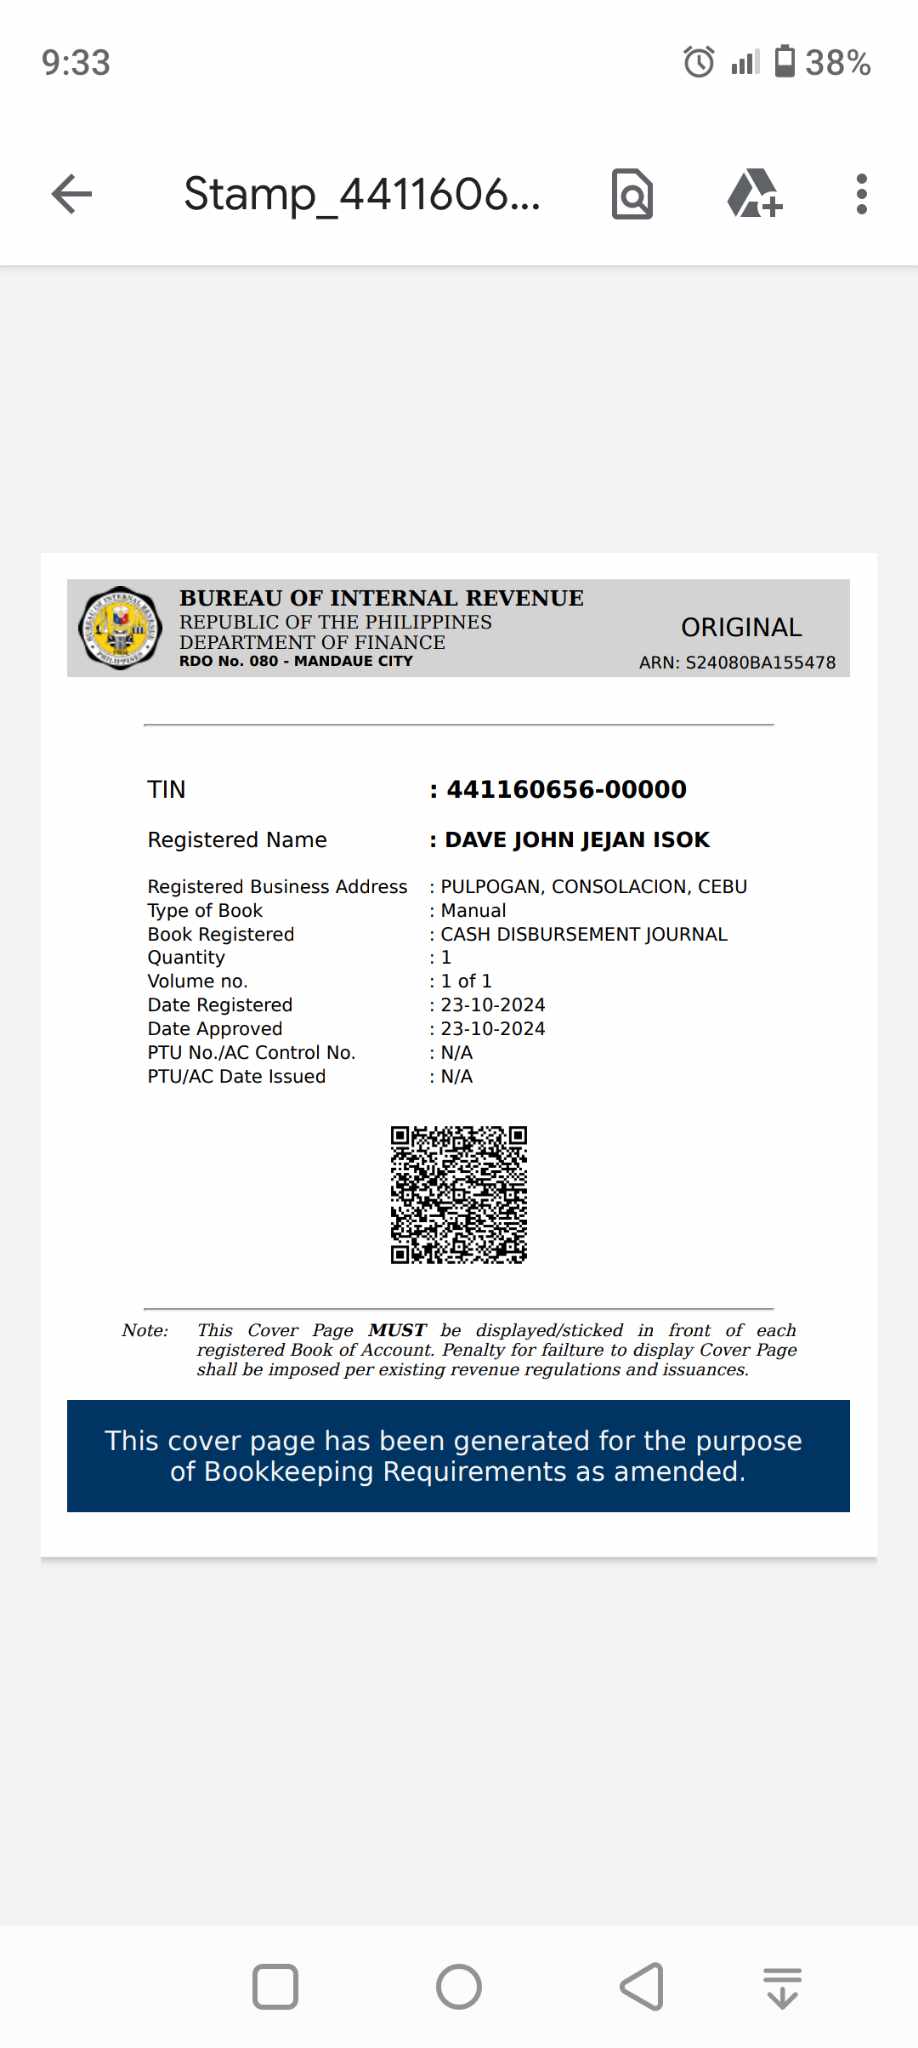 9:33
38%
Stamp_4411606...
BUREAU OF INTERNAL REVENUE
REPUBLIC OF THE PHILIPPINES
DEPARTMENT OF FINANCE
RDO No. 080 - MANDAUE CITY
ORIGINAL
ARN: S24080BA155478
TIN : 441160656-00000
Registered Name : DAVE JOHN JEJAN ISOK
Registered Business Address : PULPOGAN, CONSOLACION, CEBU
Type of Book : Manual
Book Registered : CASH DISBURSEMENT JOURNAL
Quantity : 1
Volume no. : 1 of 1
Date Registered : 23-10-2024
Date Approved : 23-10-2024
PTU No./AC Control No. : N/A
PTU/AC Date Issued : N/A
Note: This Cover Page MUST be displayed/sticked in front of each
registered Book of Account. Penalty for failture to display Cover Page
shall be imposed per existing revenue regulations and issuances.
This cover page has been generated for the purpose
of Bookkeeping Requirements as amended.